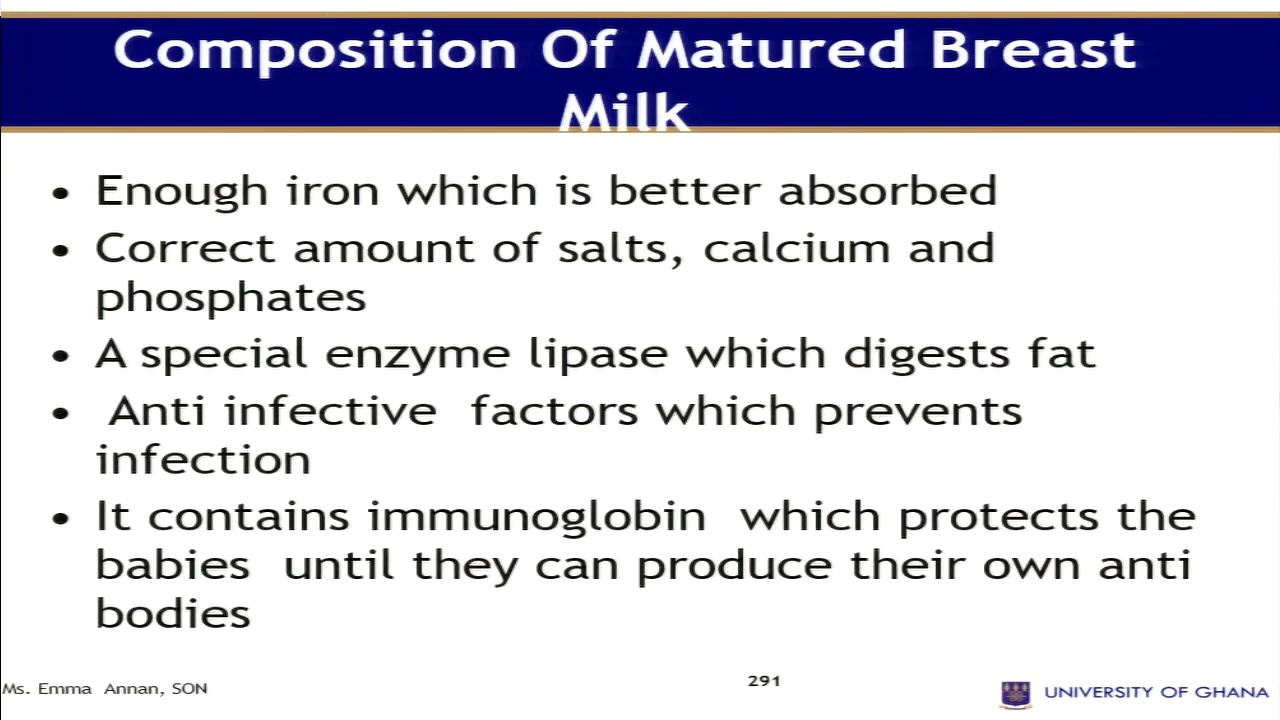 Composition Of Matured Breast
Milk
• Enough iron which is better absorbed
• Correct amount of salts, calcium and
phosphates
• A special enzyme lipase which digests fat
• Anti infective factors which prevents
infection
• It contains immunoglobin which protects the
babies until they can produce their own anti
bodies
Ms. Emma Annan, SON
291
UNIVERSITY OF GHANA